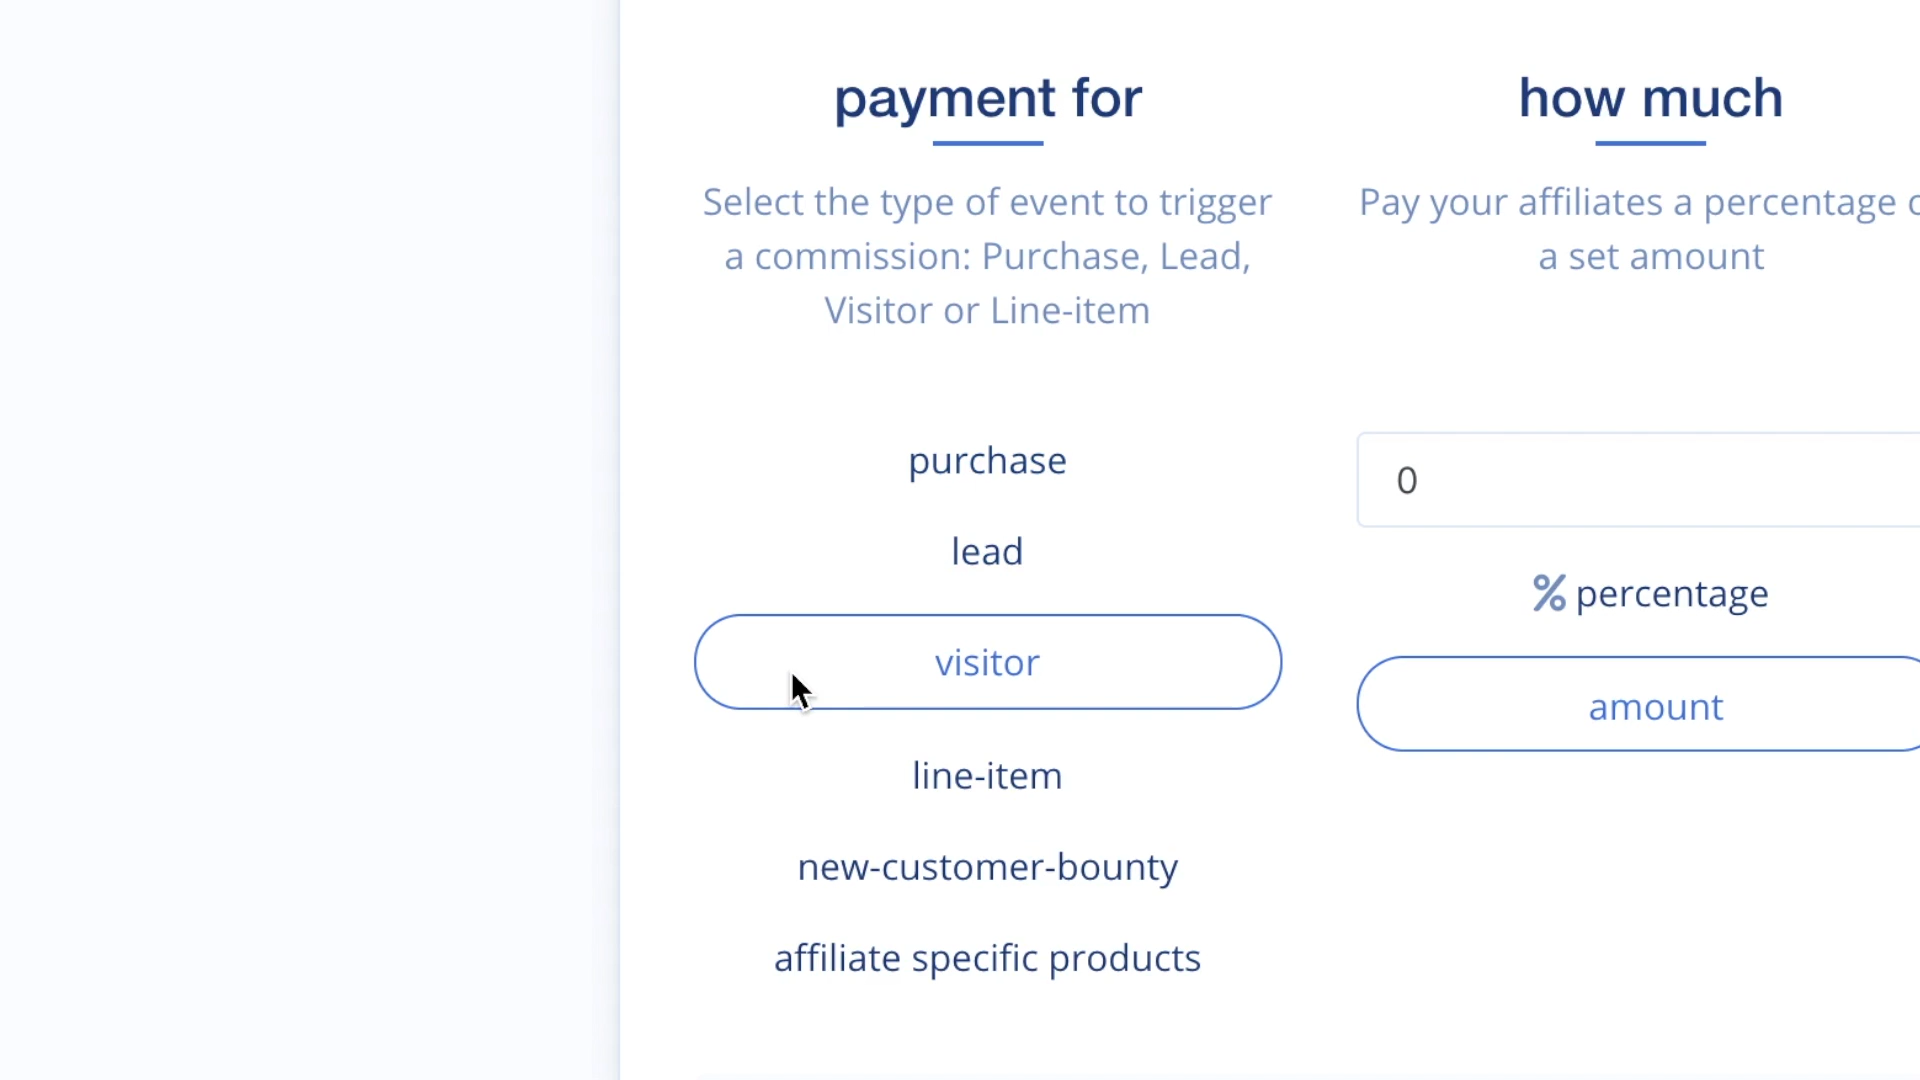 payment for
Select the type of event to trigger
a commission: Purchase, Lead,
Visitor or Line-item
purchase
lead
visitor
line-item
new-customer-bounty
affiliate specific products
how much
Pay your affiliates a percentage
a set amount
0
% percentage
amount